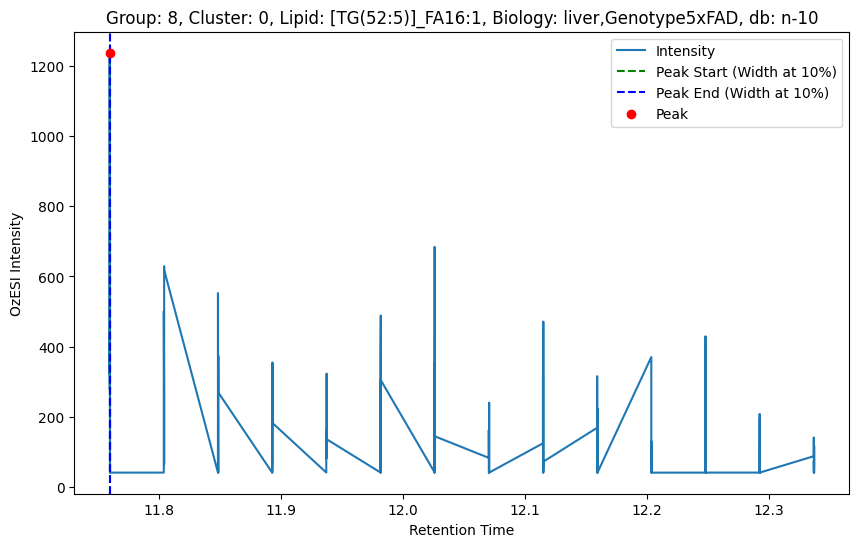 Group: 8, Cluster: 0, Lipid: [TG(52:5)]_FA16:1, Biology: liver,Genotype5xFAD, db: n-10
Intensity
Peak Start (Width at 10%)
Peak End (Width at 10%)
Peak
OzESI Intensity
1200
1000
800
600
400
200
0
11.8
11.9
12.0
12.1
12.2
12.3
Retention Time